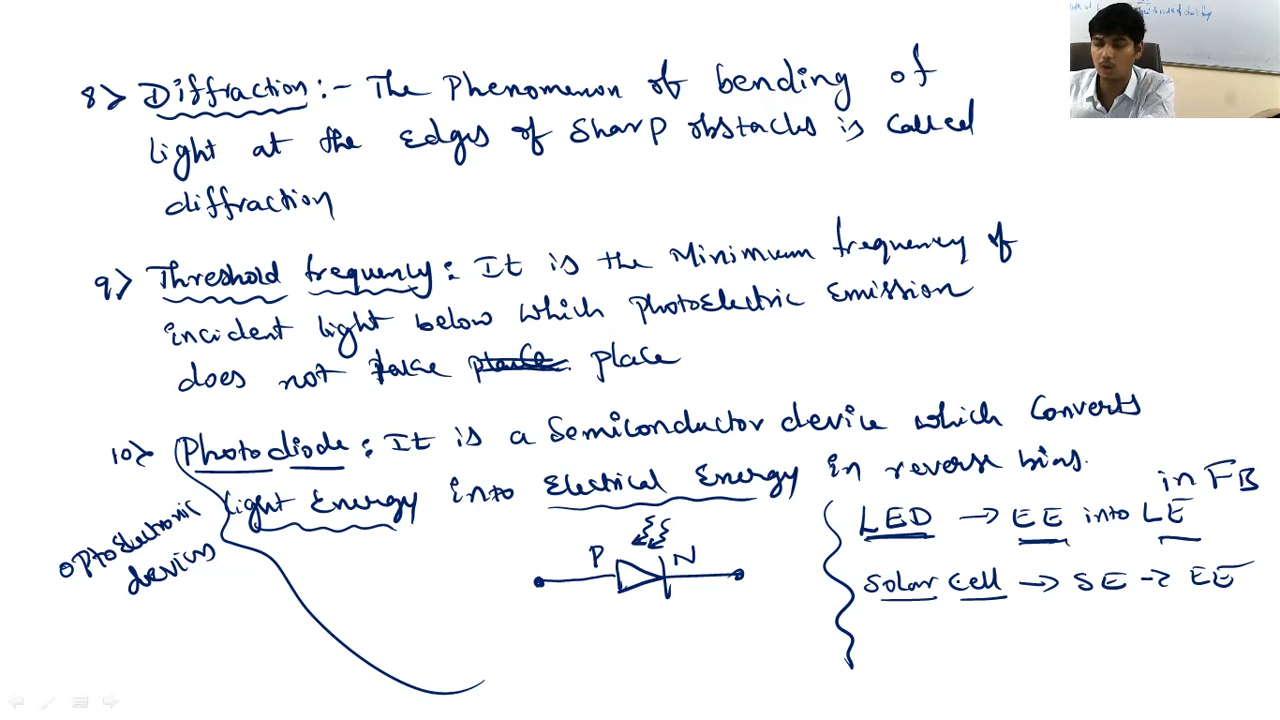 8> Diffraction :- The Phenomenon of bending of
light at the edges of Sharp obstacles is called
diffraction
9> Threshold frequency : It is the Minimum frequency of
incident light below which photoelectric emission
does not take place place
10> Photodiode : It is a Semiconductor device which converts
light Energy into Electrical Energy in reverse bias.
optoElectronic
devices
P N
in FB
LED → EE into LE
Solar cell → SE → EE